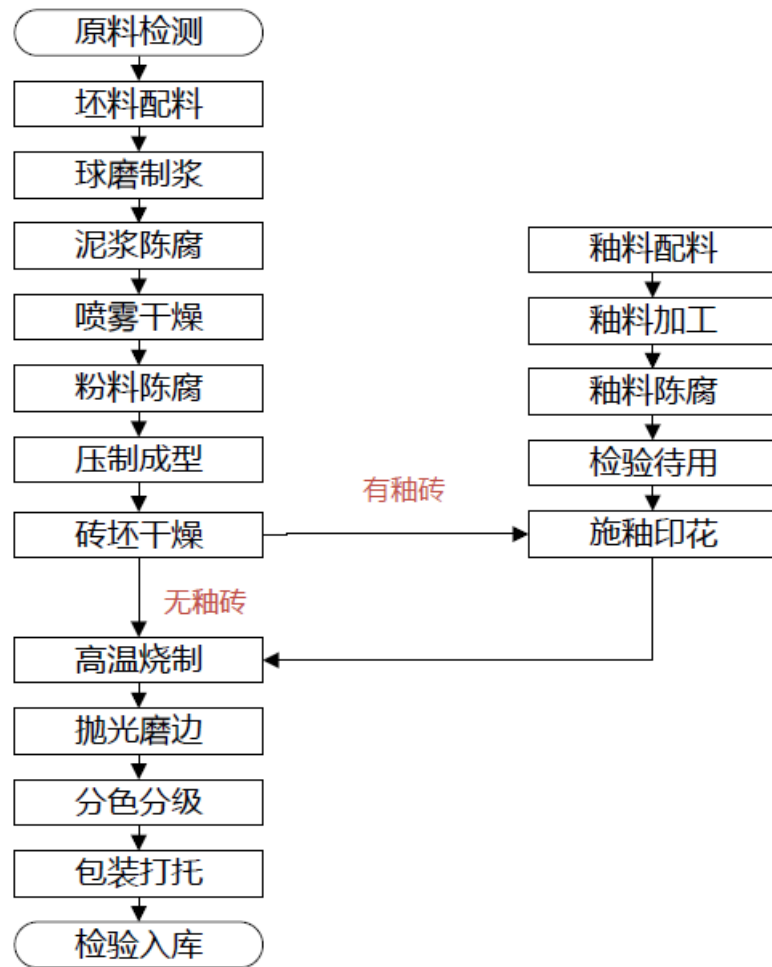 原料检测
坯料配料
球磨制浆
泥浆陈腐
喷雾干燥
粉料陈腐
压制成型
砖坯干燥
有釉砖
无釉砖
釉料配料
釉料加工
釉料陈腐
检验待用
施釉印花
高温烧制
抛光磨边
分色分级
包装打托
检验入库